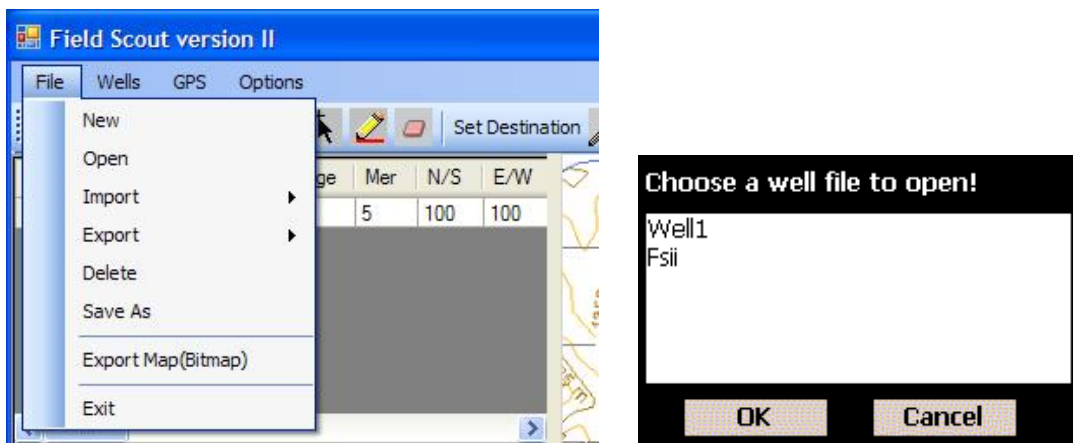 Field Scout version II
File Wells GPS Options
New
Set Destination
Open
ge Mer N/S E/W
Import
5 100 100
Export
Delete
Save As
Export Map(Bitmap)
Exit
Choose a well file to open!
Well1
Fsii
OK Cancel